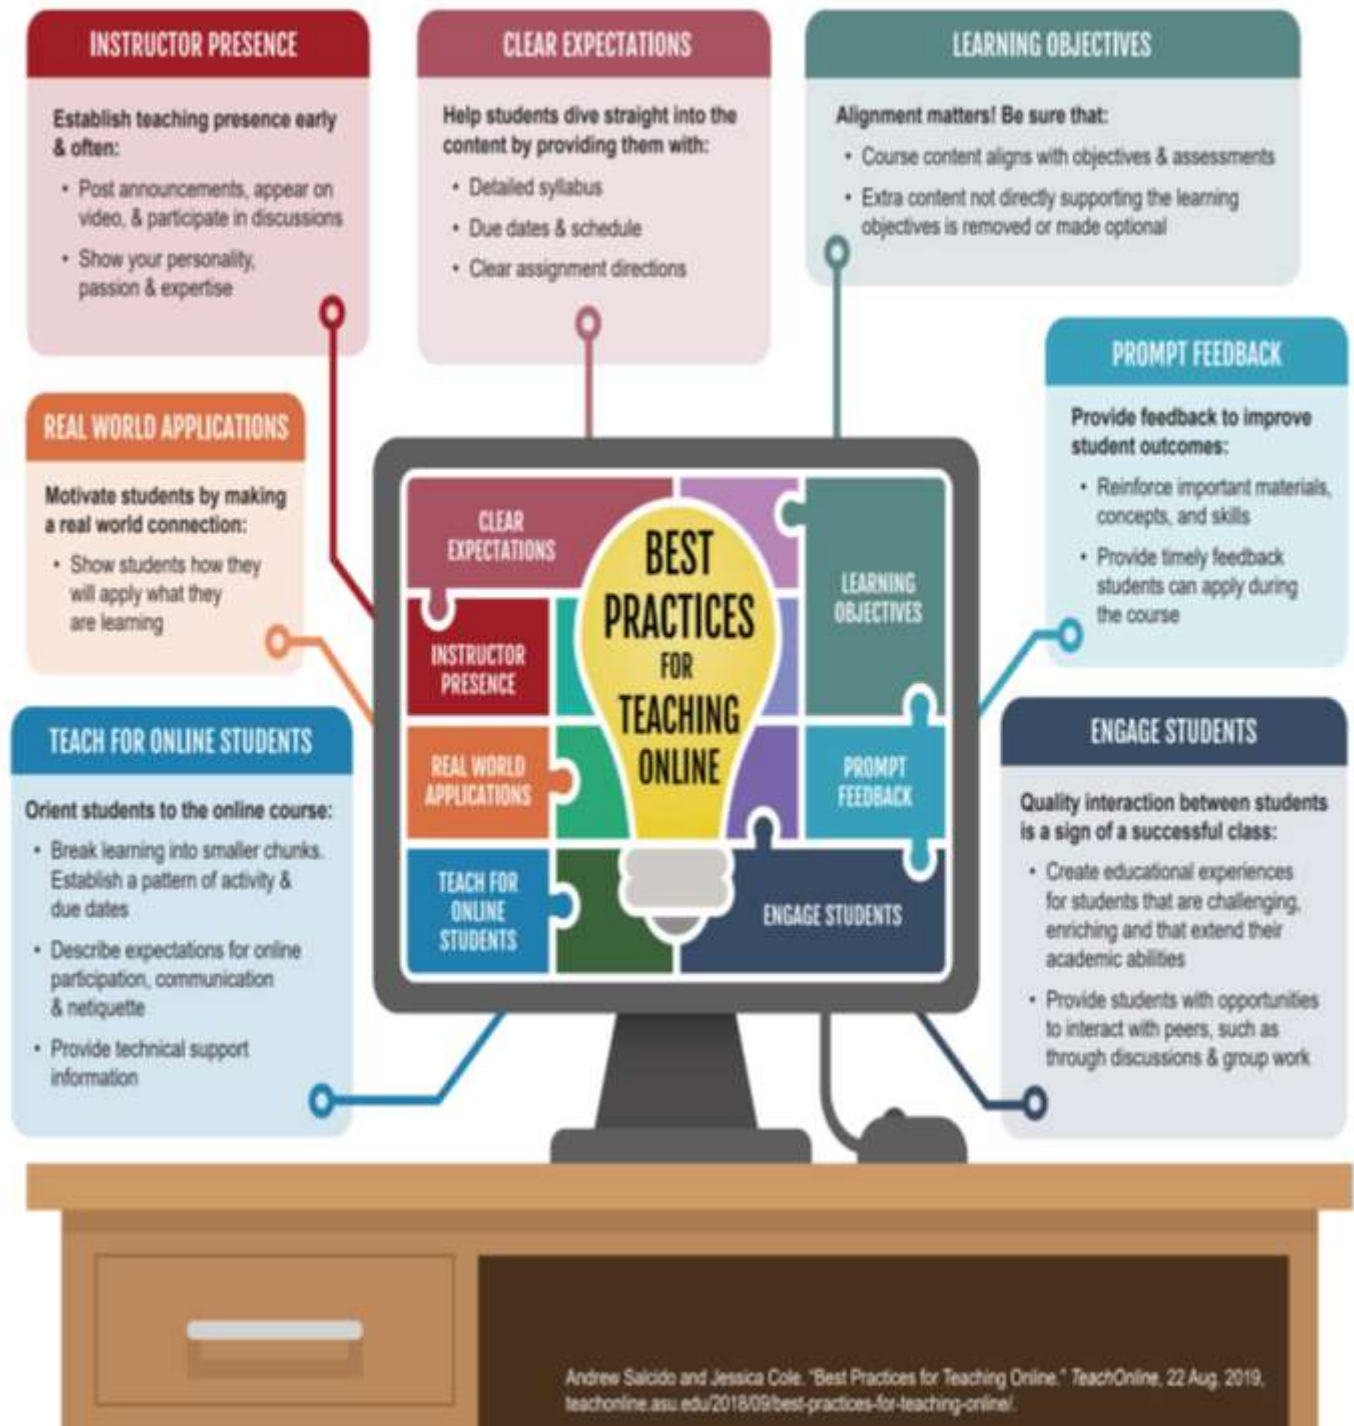 INSTRUCTOR PRESENCE
Establish teaching presence early
& often:
• Post announcements, appear on
video, & participate in discussions
• Show your personality,
passion & expertise
CLEAR EXPECTATIONS
Help students dive straight into the
content by providing them with:
• Detailed syllabus
• Due dates & schedule
• Clear assignment directions
LEARNING OBJECTIVES
Alignment matters! Be sure that:
• Course content aligns with objectives & assessments
• Extra content not directly supporting the learning
objectives is removed or made optional
PROMPT FEEDBACK
Provide feedback to improve
student outcomes:
• Reinforce important materials,
concepts, and skills
• Provide timely feedback
students can apply during
the course
REAL WORLD APPLICATIONS
Motivate students by making
a real world connection:
• Show students how they
will apply what they
are learning
CLEAR
EXPECTATIONS
BEST
PRACTICES
FOR
TEACHING
ONLINE
LEARNING
OBJECTIVES
INSTRUCTOR
PRESENCE
REAL WORLD
APPLICATIONS
PROMPT
FEEDBACK
TEACH FOR
ONLINE
STUDENTS
ENGAGE STUDENTS
TEACH FOR ONLINE STUDENTS
Orient students to the online course:
• Break learning into smaller chunks.
Establish a pattern of activity &
due dates
• Describe expectations for online
participation, communication
& netiquette
• Provide technical support
information
ENGAGE STUDENTS
Quality interaction between students
is a sign of a successful class:
• Create educational experiences
for students that are challenging,
enriching and that extend their
academic abilities
• Provide students with opportunities
to interact with peers, such as
through discussions & group work
Andrew Salcido and Jessica Cole. "Best Practices for Teaching Online." TeachOnline, 22 Aug. 2019,
teachonline.asu.edu/2018/09/best-practices-for-teaching-online/.